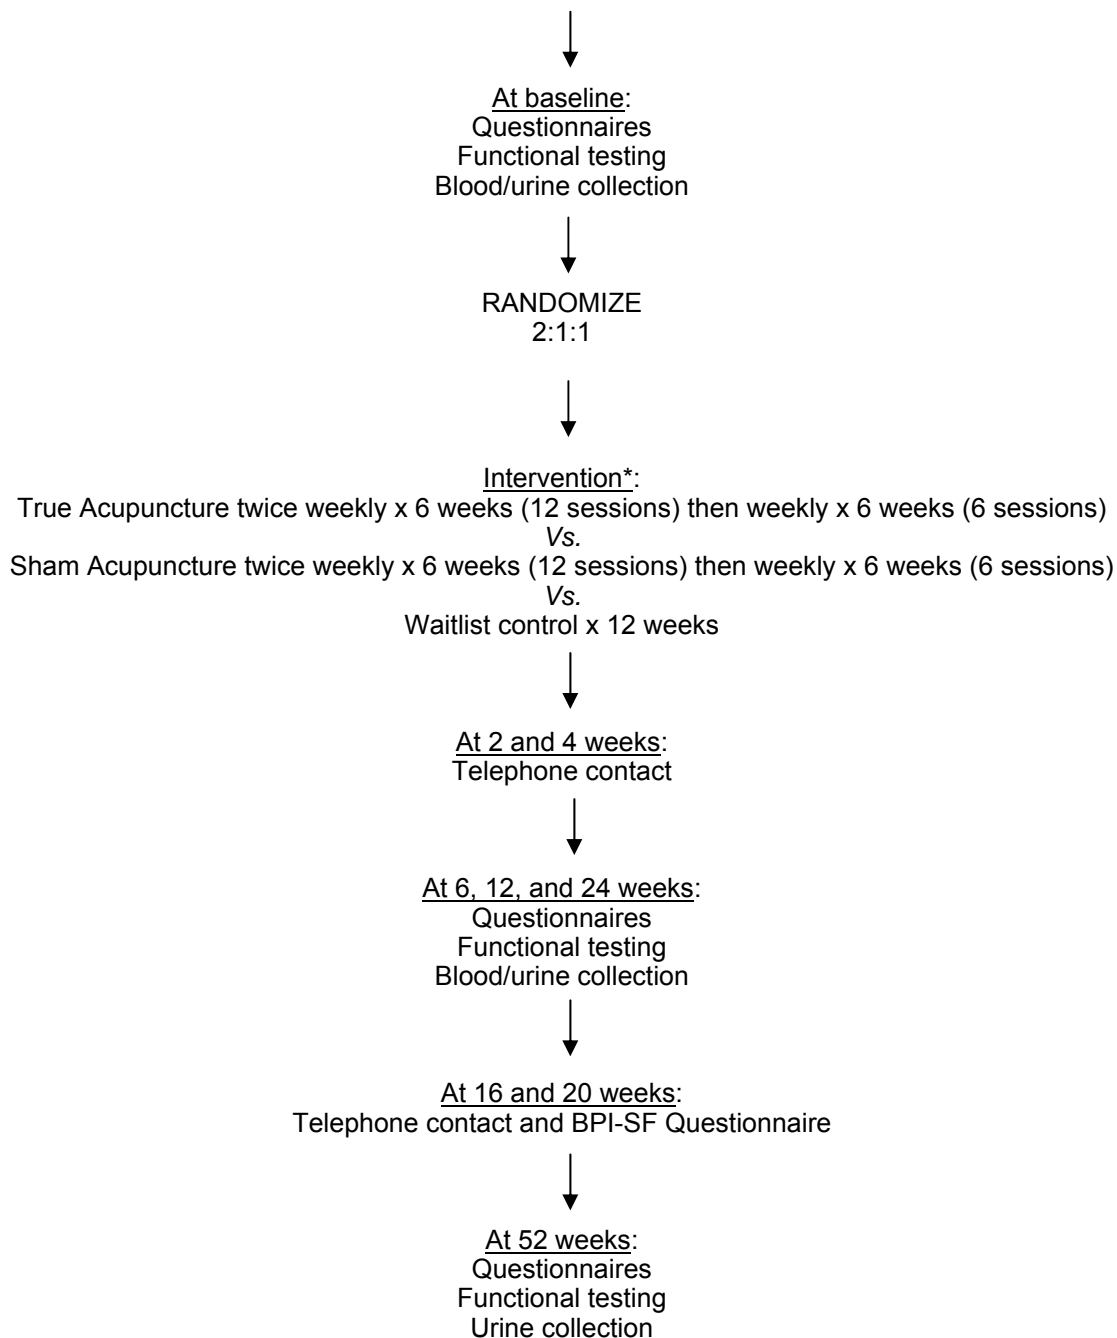 At baseline:
Questionnaires
Functional testing
Blood/urine collection
RANDOMIZE
2:1:1
Intervention*:
True Acupuncture twice weekly x 6 weeks (12 sessions) then weekly x 6 weeks (6 sessions)
Vs.
Sham Acupuncture twice weekly x 6 weeks (12 sessions) then weekly x 6 weeks (6 sessions)
Vs.
Waitlist control x 12 weeks
At 2 and 4 weeks:
Telephone contact
At 6, 12, and 24 weeks:
Questionnaires
Functional testing
Blood/urine collection
At 16 and 20 weeks:
Telephone contact and BPI-SF Questionnaire
At 52 weeks:
Questionnaires
Functional testing
Urine collection